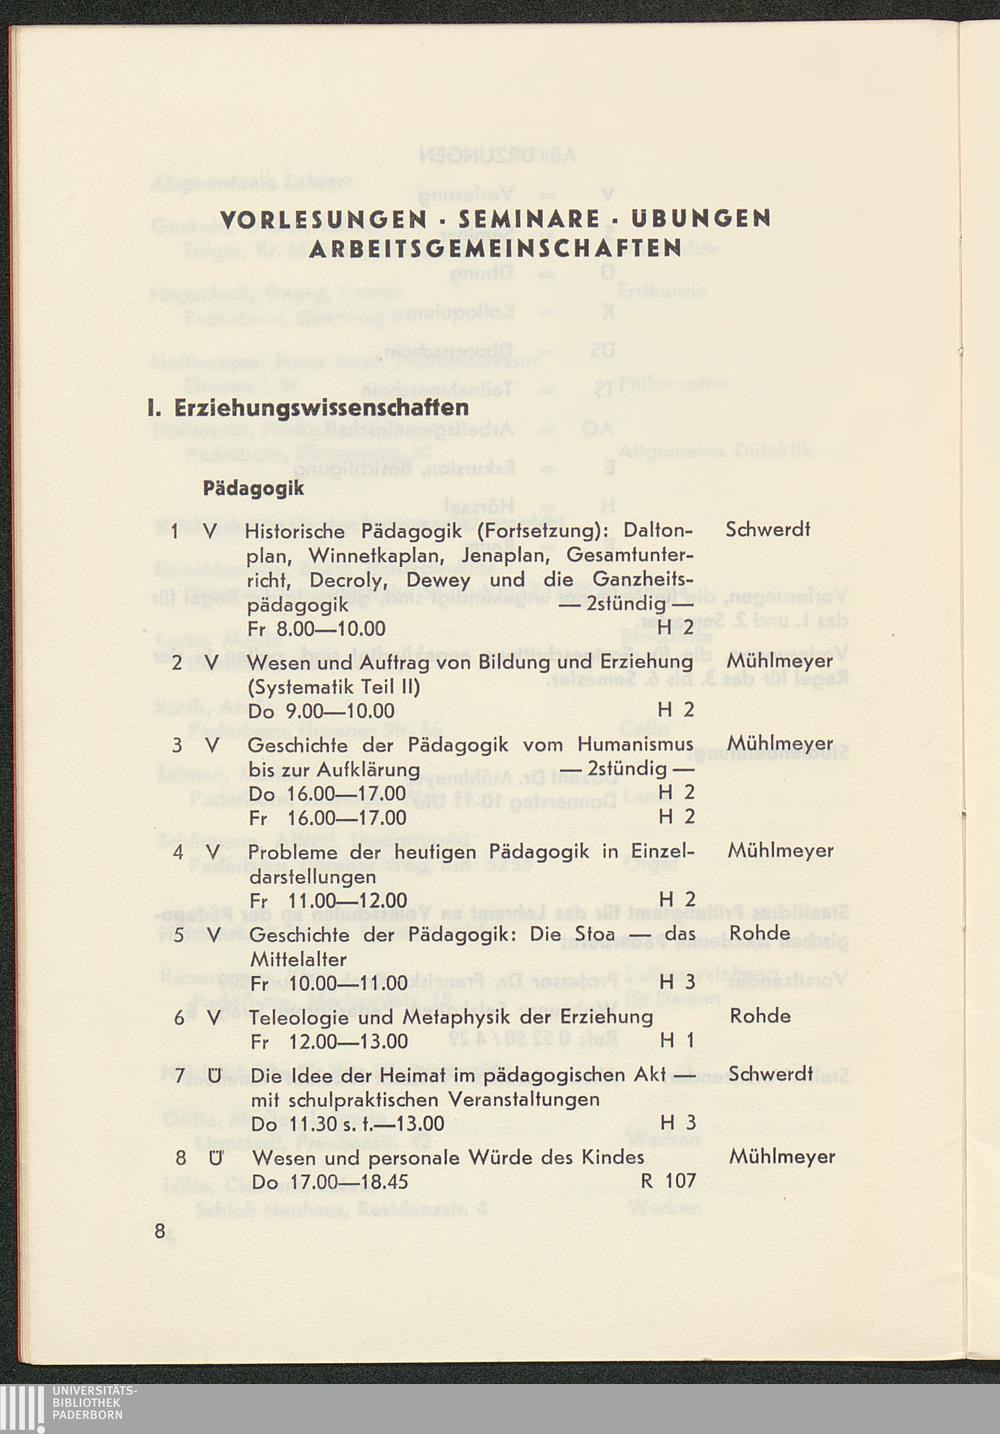 VORLESUNGEN · SEMINARE · ÜBUNGEN
ARBEITSGEMEINSCHAFTEN
I. Erziehungswissenschaften
Pädagogik
1 V Historische Pädagogik (Fortsetzung): Dalton- Schwerdt
plan, Winnetkaplan, Jenaplan, Gesamtunter-
richt, Decroly, Dewey und die Ganzheits-
pädagogik — 2stündig —
Fr 8.00—10.00 H 2
2 V Wesen und Auftrag von Bildung und Erziehung Mühlmeyer
(Systematik Teil II)
Do 9.00—10.00 H 2
3 V Geschichte der Pädagogik vom Humanismus Mühlmeyer
bis zur Aufklärung — 2stündig —
Do 16.00—17.00 H 2
Fr 16.00—17.00 H 2
4 V Probleme der heutigen Pädagogik in Einzel- Mühlmeyer
darstellungen
Fr 11.00—12.00 H 2
5 V Geschichte der Pädagogik: Die Stoa — das Rohde
Mittelalter
Fr 10.00—11.00 H 3
6 V Teleologie und Metaphysik der Erziehung Rohde
Fr 12.00—13.00 H 1
7 Ü Die Idee der Heimat im pädagogischen Akt — Schwerdt
mit schulpraktischen Veranstaltungen
Do 11.30 s. t.—13.00 H 3
8 Ü Wesen und personale Würde des Kindes Mühlmeyer
Do 17.00—18.45 R 107
8
UNIVERSITÄTS-
BIBLIOTHEK
PADERBORN